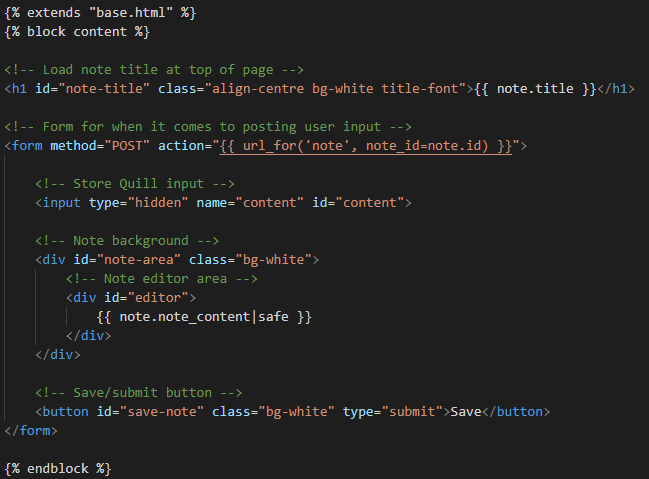 {% extends "base.html" %}
{% block content %}
<!-- Load note title at top of page -->
<h1 id="note-title" class="align-centre bg-white title-font">{{ note.title }}</h1>
<!-- Form for when it comes to posting user input -->
<form method="POST" action="{{ url_for('note', note_id=note.id) }}">
<!-- Store Quill input -->
<input type="hidden" name="content" id="content">
<!-- Note background -->
<div id="note-area" class="bg-white">
<!-- Note editor area -->
<div id="editor">
{{ note.note_content|safe }}
</div>
</div>
<!-- Save/submit button -->
<button id="save-note" class="bg-white" type="submit">Save</button>
</form>
{% endblock %}